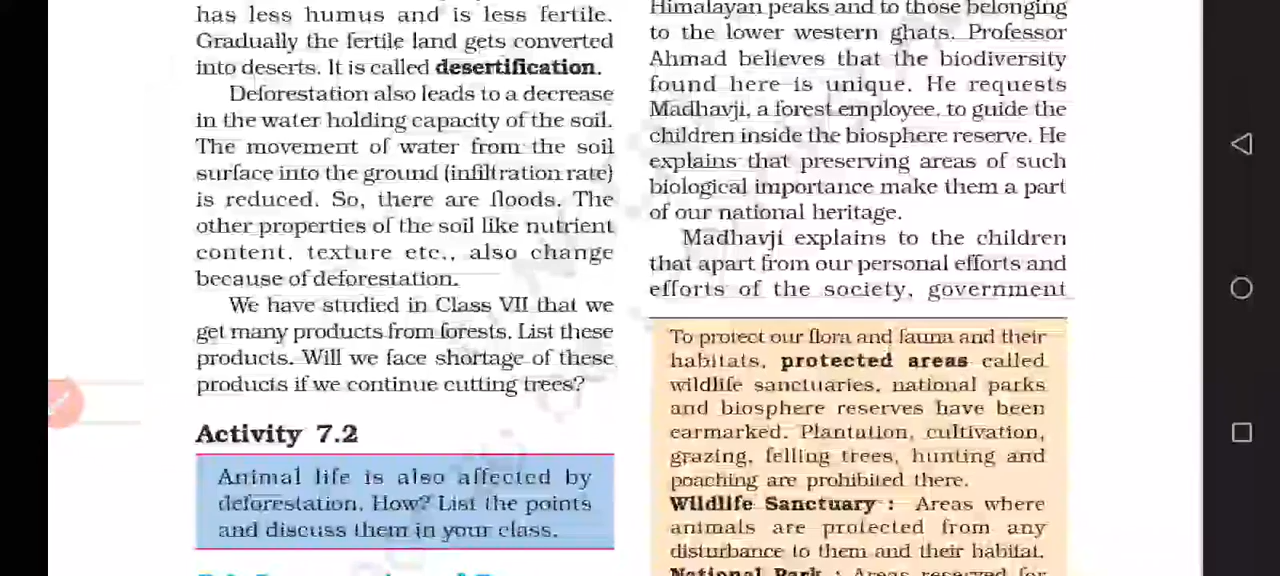 has less humus and is less fertile.
Gradually the fertile land gets converted
into deserts. It is called desertification.
Deforestation also leads to a decrease
in the water holding capacity of the soil.
The movement of water from the soil
surface into the ground (infiltration rate)
is reduced. So, there are floods. The
other properties of the soil like nutrient
content, texture etc., also change
because of deforestation.
We have studied in Class VII that we
get many products from forests. List these
products. Will we face shortage of these
products if we continue cutting trees?
Activity 7.2
Animal life is also affected by
deforestation. How? List the points
and discuss them in your class.
Himalayan peaks and to those belonging
to the lower western ghats. Professor
Ahmad believes that the biodiversity
found here is unique. He requests
Madhavji, a forest employee, to guide the
children inside the biosphere reserve. He
explains that preserving areas of such
biological importance make them a part
of our national heritage.
Madhavji explains to the children
that apart from our personal efforts and
efforts of the society, government
To protect our flora and fauna and their
habitats, protected areas called
wildlife sanctuaries, national parks
and biosphere reserves have been
earmarked. Plantation, cultivation,
grazing, felling trees, hunting and
poaching are prohibited there.
Wildlife Sanctuary : Areas where
animals are protected from any
disturbance to them and their habitat.
National Park : Areas reserved for